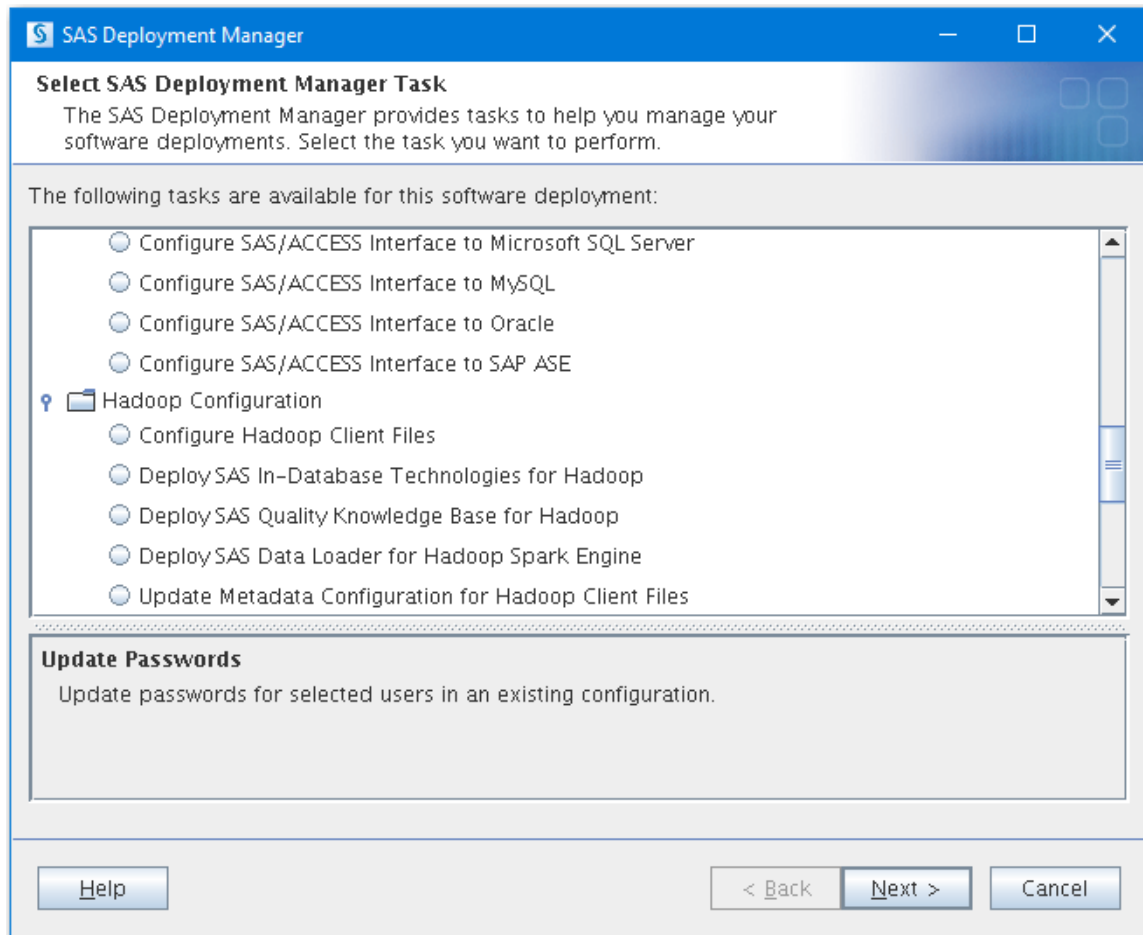 SAS Deployment Manager
Select SAS Deployment Manager Task
The SAS Deployment Manager provides tasks to help you manage your
software deployments. Select the task you want to perform.
The following tasks are available for this software deployment:
Configure SAS/ACCESS Interface to Microsoft SQL Server
Configure SAS/ACCESS Interface to MySQL
Configure SAS/ACCESS Interface to Oracle
Configure SAS/ACCESS Interface to SAP ASE
Hadoop Configuration
Configure Hadoop Client Files
Deploy SAS In-Database Technologies for Hadoop
Deploy SAS Quality Knowledge Base for Hadoop
Deploy SAS Data Loader for Hadoop Spark Engine
Update Metadata Configuration for Hadoop Client Files
Update Passwords
Update passwords for selected users in an existing configuration.
Help
< Back
Next >
Cancel